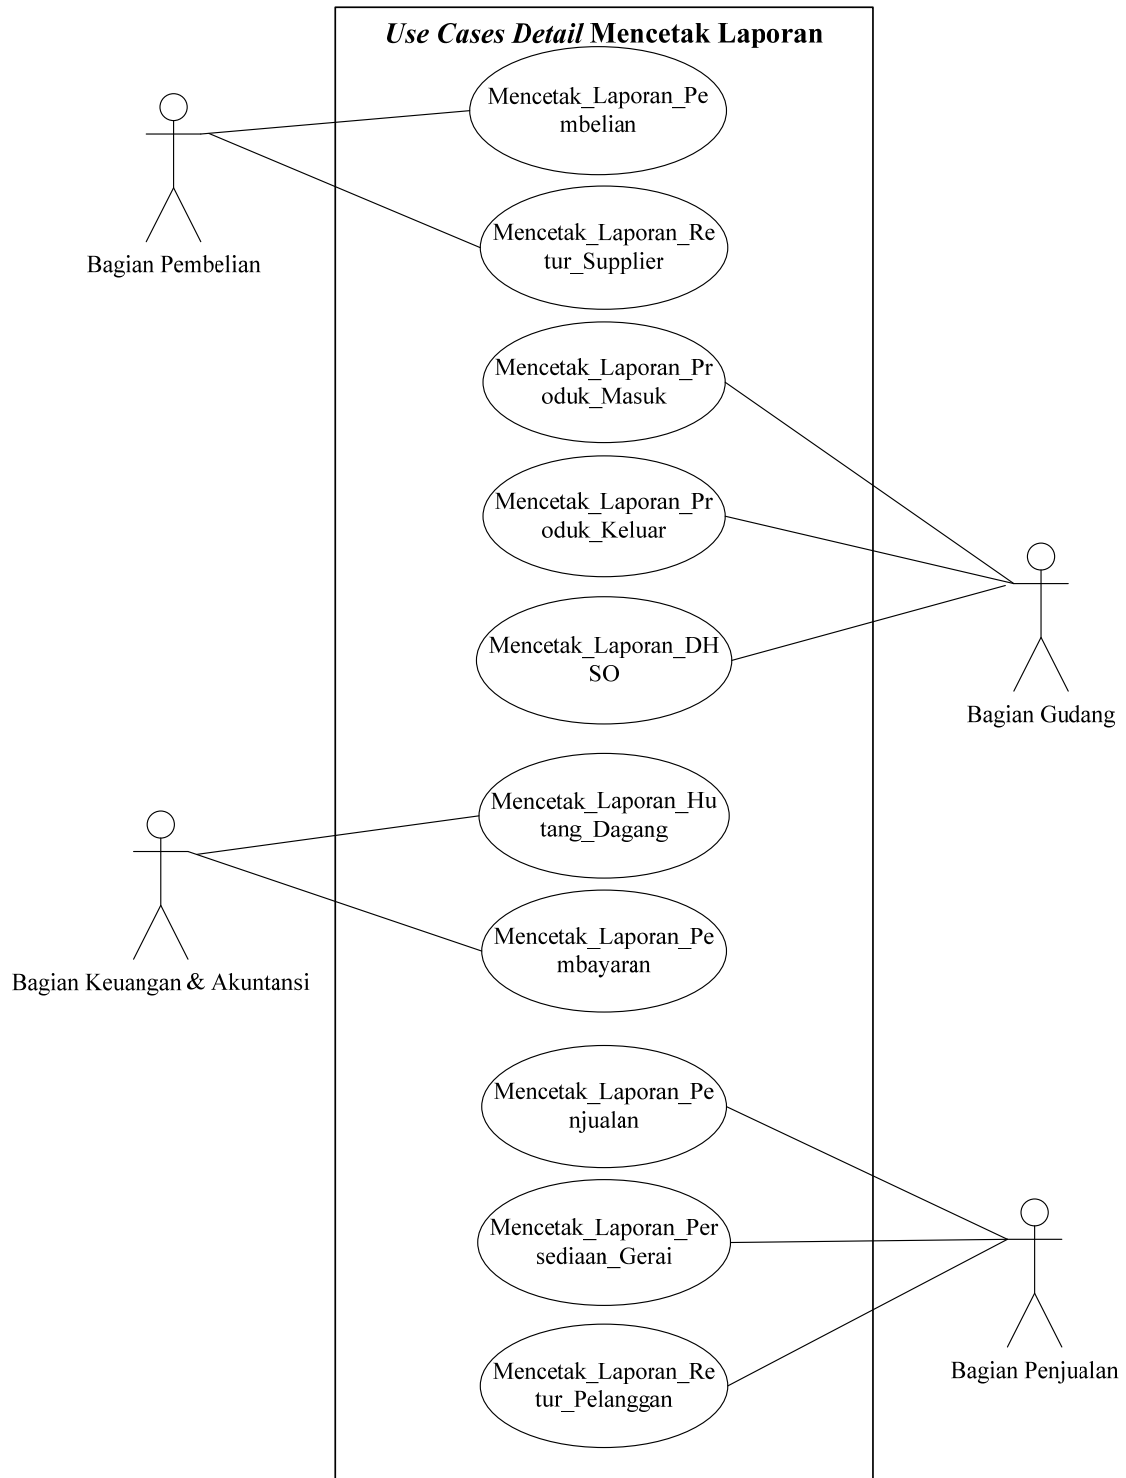 Use Cases Detail Mencetak Laporan
Mencetak_Laporan_Pe
mbelian
Bagian Pembelian
Mencetak_Laporan_Re
tur_Supplier
Mencetak_Laporan_Pr
oduk_Masuk
Mencetak_Laporan_Pr
oduk_Keluar
Mencetak_Laporan_DH
SO
Bagian Gudang
Mencetak_Laporan_Hu
tang_Dagang
Mencetak_Laporan_Pe
mbayaran
Bagian Keuangan & Akuntansi
Mencetak_Laporan_Pe
njualan
Mencetak_Laporan_Per
sediaan_Gerai
Mencetak_Laporan_Re
tur_Pelanggan
Bagian Penjualan